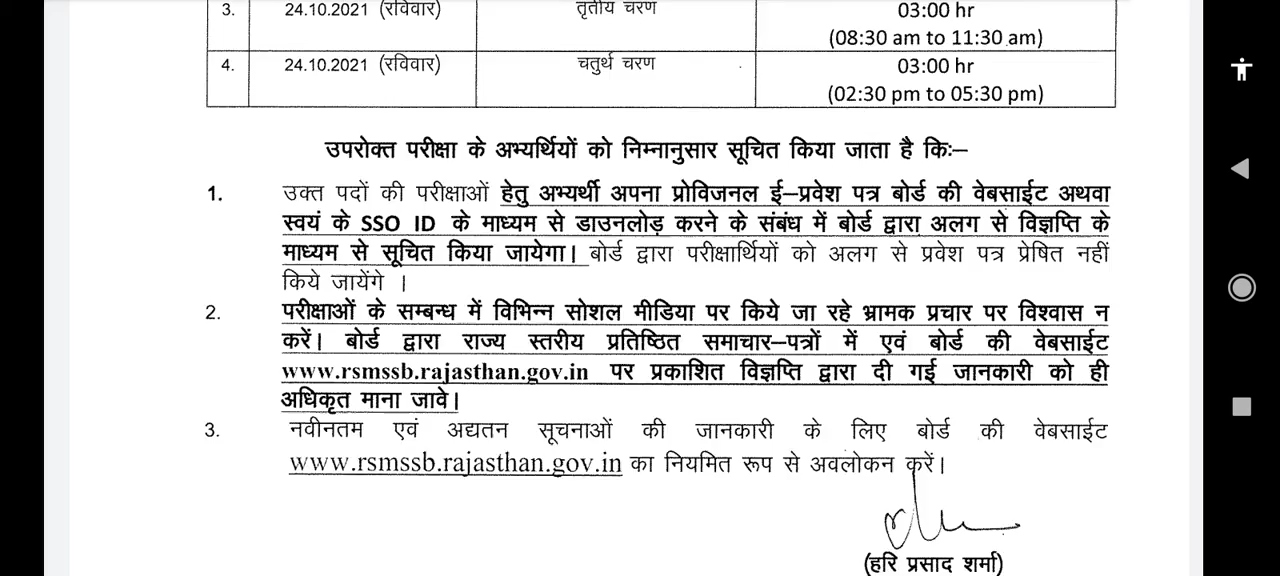 3. 24.10.2021 (रविवार) तृतीय चरण 03:00 hr
(08:30 am to 11:30 am)
4. 24.10.2021 (रविवार) चतुर्थ चरण 03:00 hr
(02:30 pm to 05:30 pm)
उपरोक्त परीक्षा के अभ्यर्थियों को निम्नानुसार सूचित किया जाता है किः–
1. उक्त पदों की परीक्षाओं हेतु अभ्यर्थी अपना प्रोविजनल ई–प्रवेश पत्र बोर्ड की वेबसाईट अथवा
स्वयं के SSO ID के माध्यम से डाउनलोड़ करने के संबंध में बोर्ड द्वारा अलग से विज्ञप्ति के
माध्यम से सूचित किया जायेगा। बोर्ड द्वारा परीक्षार्थियों को अलग से प्रवेश पत्र प्रेषित नहीं
किये जायेंगे ।
2. परीक्षाओं के सम्बन्ध में विभिन्न सोशल मीडिया पर किये जा रहे भ्रामक प्रचार पर विश्वास न
करें। बोर्ड द्वारा राज्य स्तरीय प्रतिष्ठित समाचार–पत्रों में एवं बोर्ड की वेबसाईट
www.rsmssb.rajasthan.gov.in पर प्रकाशित विज्ञप्ति द्वारा दी गई जानकारी को ही
अधिकृत माना जावे।
3. नवीनतम एवं अद्यतन सूचनाओं की जानकारी के लिए बोर्ड की वेबसाईट
www.rsmssb.rajasthan.gov.in का नियमित रूप से अवलोकन करें।
(हरि प्रसाद शर्मा)